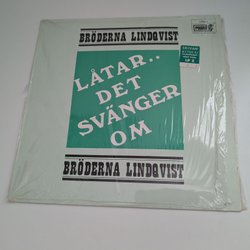 BRÖDERNA LINDQVIST
LÅTAR..
DET
SVÄNGER
OM
BRÖDERNA LINDQVIST